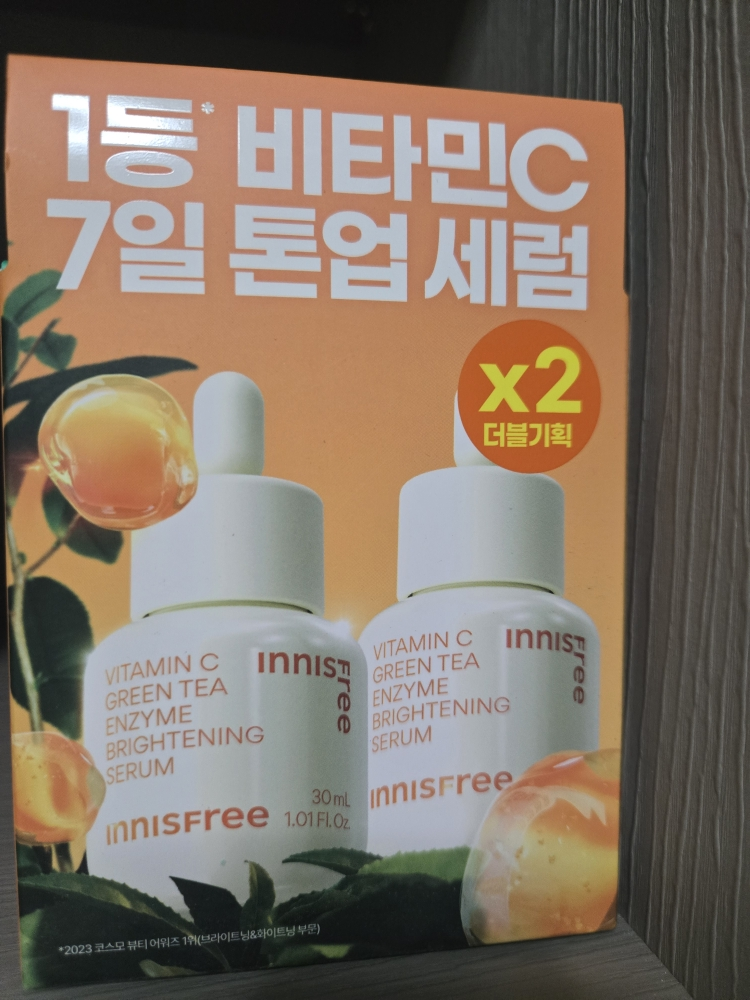 1등* 비타민C
7일 톤업 세럼
x2
더블기획
VITAMIN C
GREEN TEA
ENZYME
BRIGHTENING
SERUM
INNISFree
INNISFree
30 mL
1.01 Fl. Oz.
VITAMIN C
GREEN TEA
ENZYME
BRIGHTENING
SERUM
INNISFree
INNISFree
*2023 코스모 뷰티 어워즈 1위(브라이트닝&화이트닝 부문)